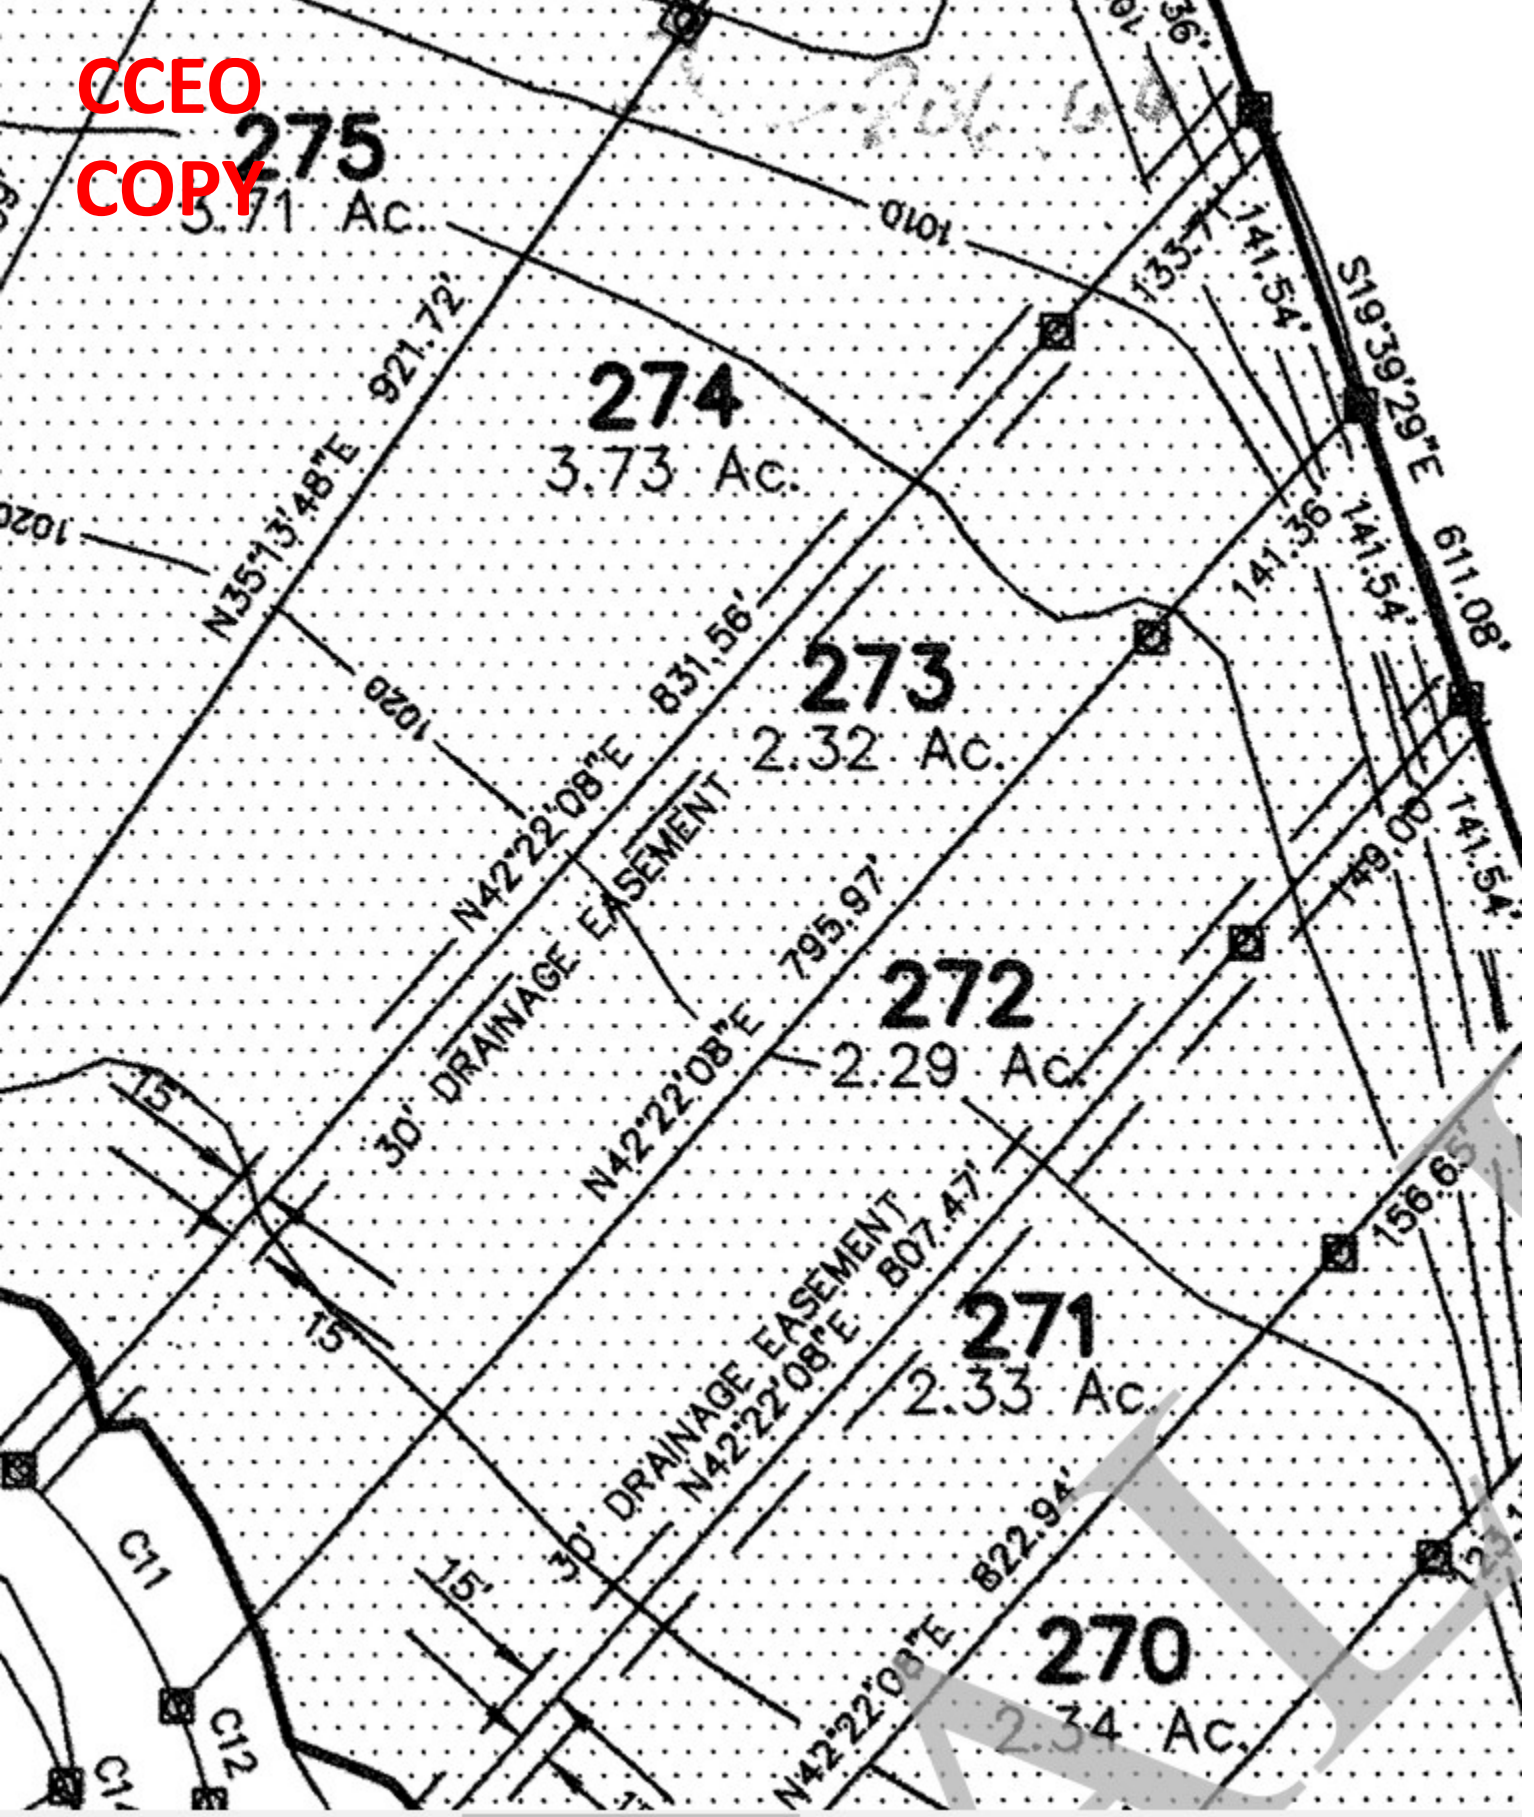 CCEO
COPY
275
3.71 Ac.
1010
921.72'
N35°13'48"E
1020
274
3.73 Ac.
133.7
141.54'
S19°39'29"E
611.08'
1020
831.56'
N42°22'08"E
30' DRAINAGE EASEMENT
273
2.32 Ac.
141.36
141.54'
795.97'
N42°22'08"E
272
2.29 Ac.
149.00
141.54'
15'
15'
30' DRAINAGE EASEMENT
N42°22'08"E 807.47'
271
2.33 Ac.
156.65'
822.94'
N42°22'08"E
270
2.34 Ac.
15'
C11
C12